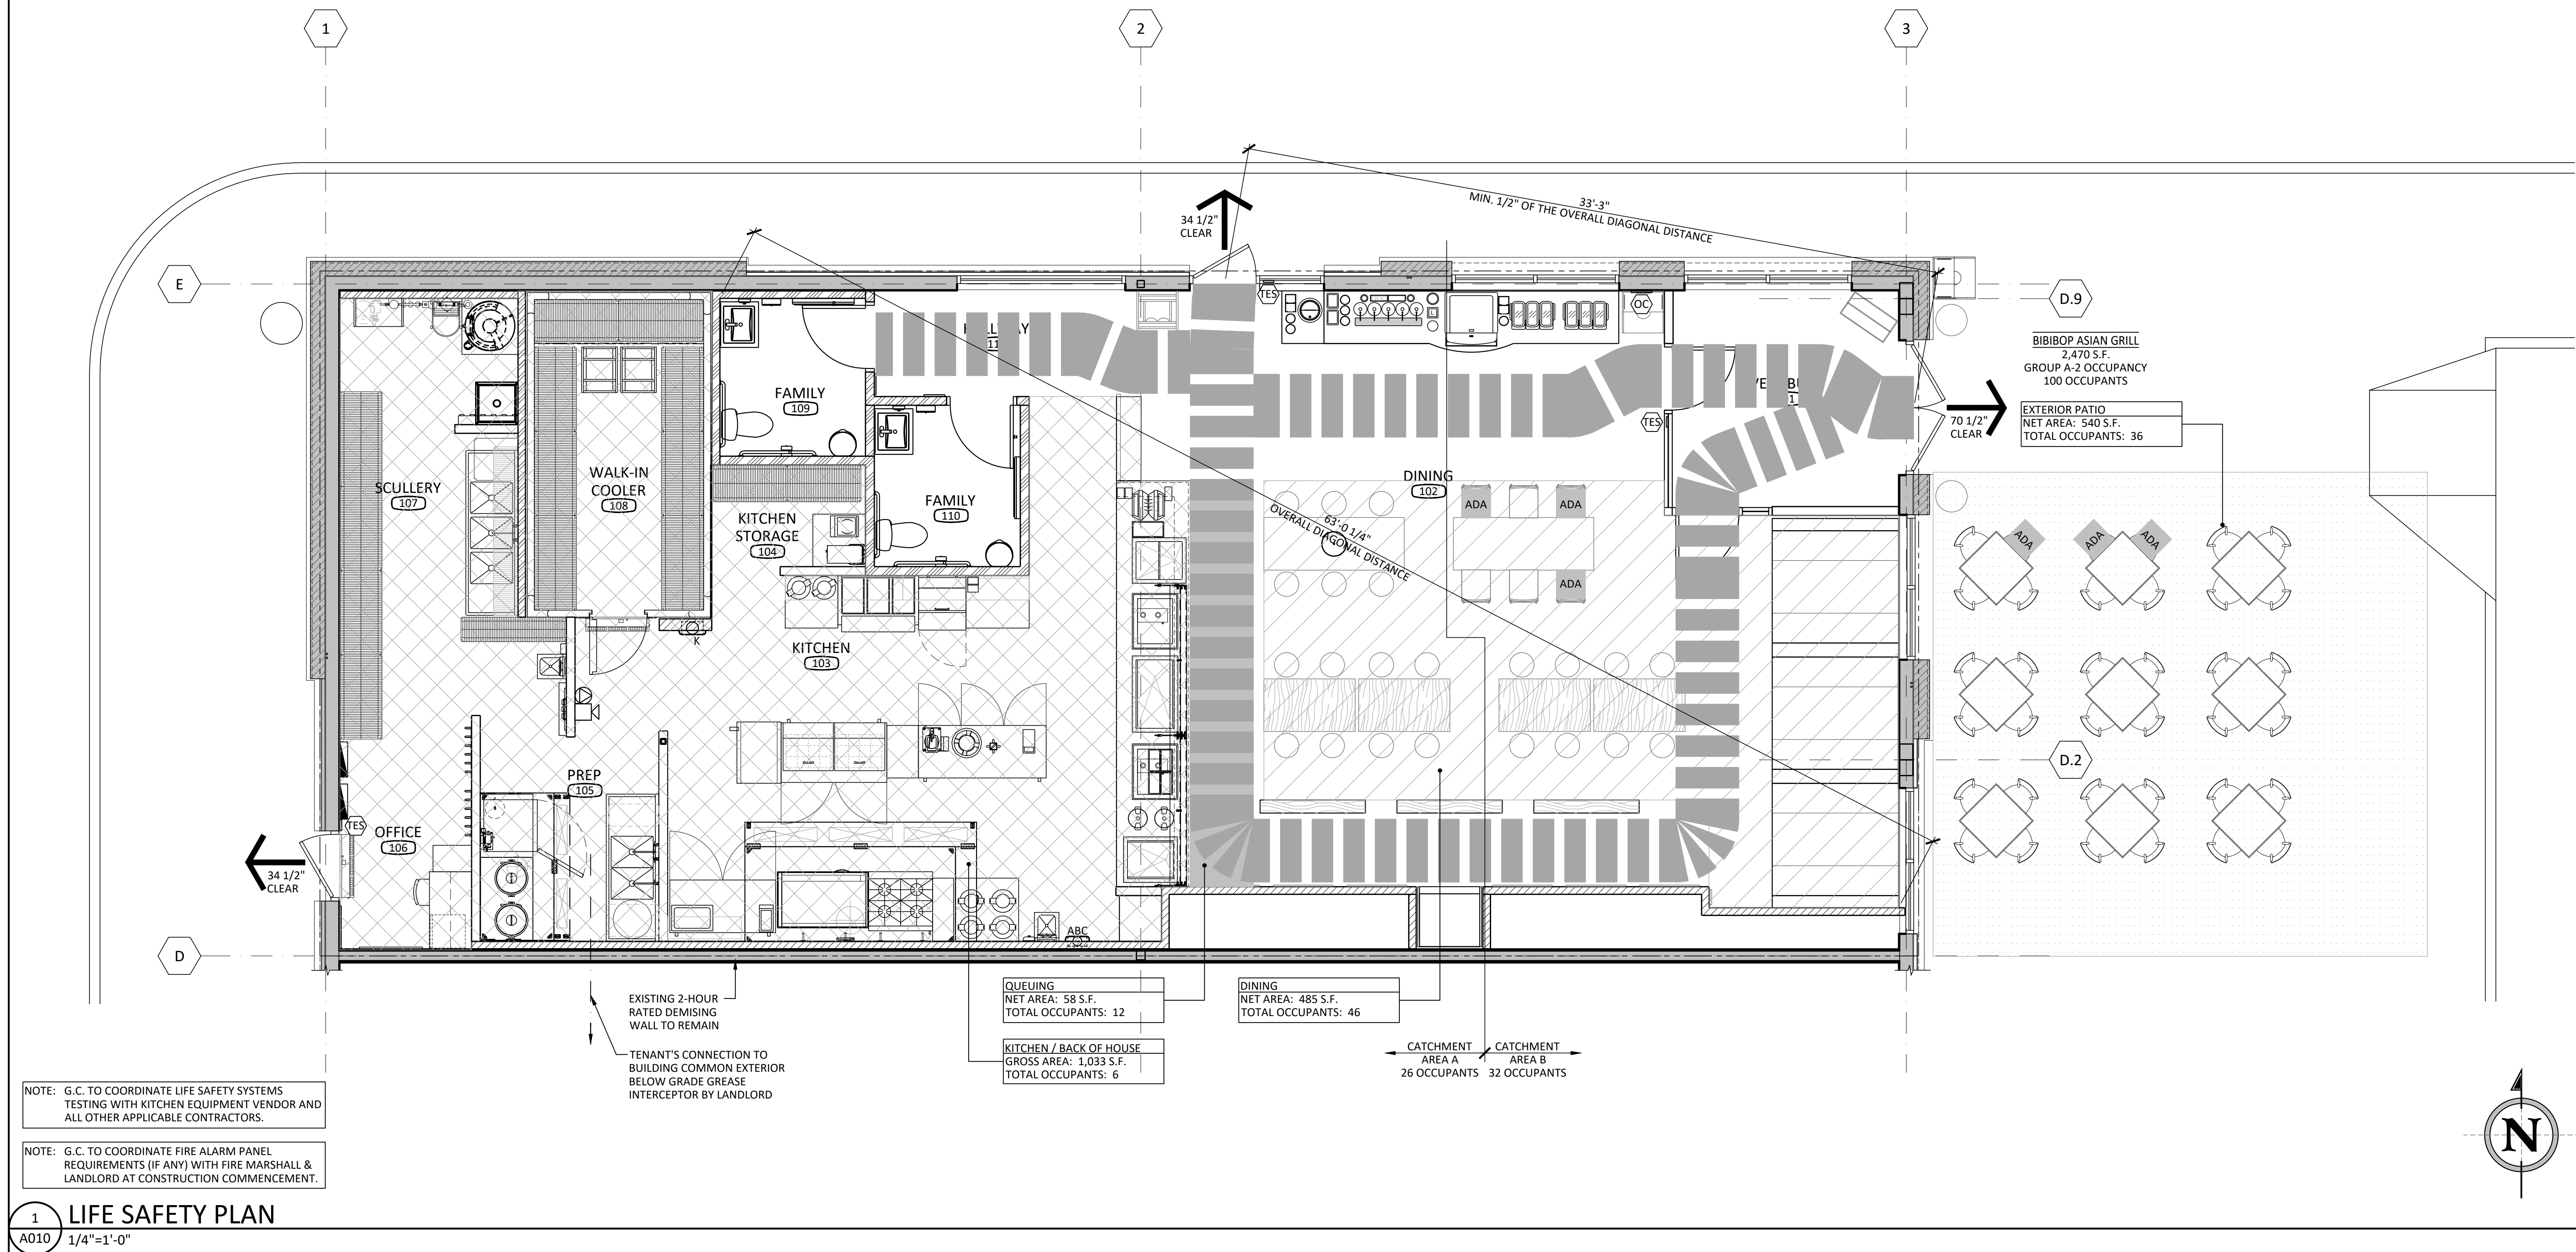 1
2
3
E
D
D.9
D.2
34 1/2"
CLEAR
33'-3"
MIN. 1/2" OF THE OVERALL DIAGONAL DISTANCE
63'-0 1/4"
OVERALL DIAGONAL DISTANCE
BIBIBOP ASIAN GRILL
2,470 S.F.
GROUP A-2 OCCUPANCY
100 OCCUPANTS
EXTERIOR PATIO
NET AREA: 540 S.F.
TOTAL OCCUPANTS: 36
70 1/2"
CLEAR
TES
OC
TES
FAMILY
109
FAMILY
110
DINING
102
SCULLERY
107
WALK-IN
COOLER
108
KITCHEN
STORAGE
104
KITCHEN
103
K
PREP
105
OFFICE
106
TES
ABC
ADA
ADA
ADA
ADA
ADA
ADA
34 1/2"
CLEAR
EXISTING 2-HOUR
RATED DEMISING
WALL TO REMAIN
TENANT'S CONNECTION TO
BUILDING COMMON EXTERIOR
BELOW GRADE GREASE
INTERCEPTOR BY LANDLORD
QUEUING
NET AREA: 58 S.F.
TOTAL OCCUPANTS: 12
KITCHEN / BACK OF HOUSE
GROSS AREA: 1,033 S.F.
TOTAL OCCUPANTS: 6
DINING
NET AREA: 485 S.F.
TOTAL OCCUPANTS: 46
CATCHMENT
AREA A
26 OCCUPANTS
CATCHMENT
AREA B
32 OCCUPANTS
NOTE: G.C. TO COORDINATE LIFE SAFETY SYSTEMS
TESTING WITH KITCHEN EQUIPMENT VENDOR AND
ALL OTHER APPLICABLE CONTRACTORS.
NOTE: G.C. TO COORDINATE FIRE ALARM PANEL
REQUIREMENTS (IF ANY) WITH FIRE MARSHALL &
LANDLORD AT CONSTRUCTION COMMENCEMENT.
N
1
A010
LIFE SAFETY PLAN
1/4"=1'-0"